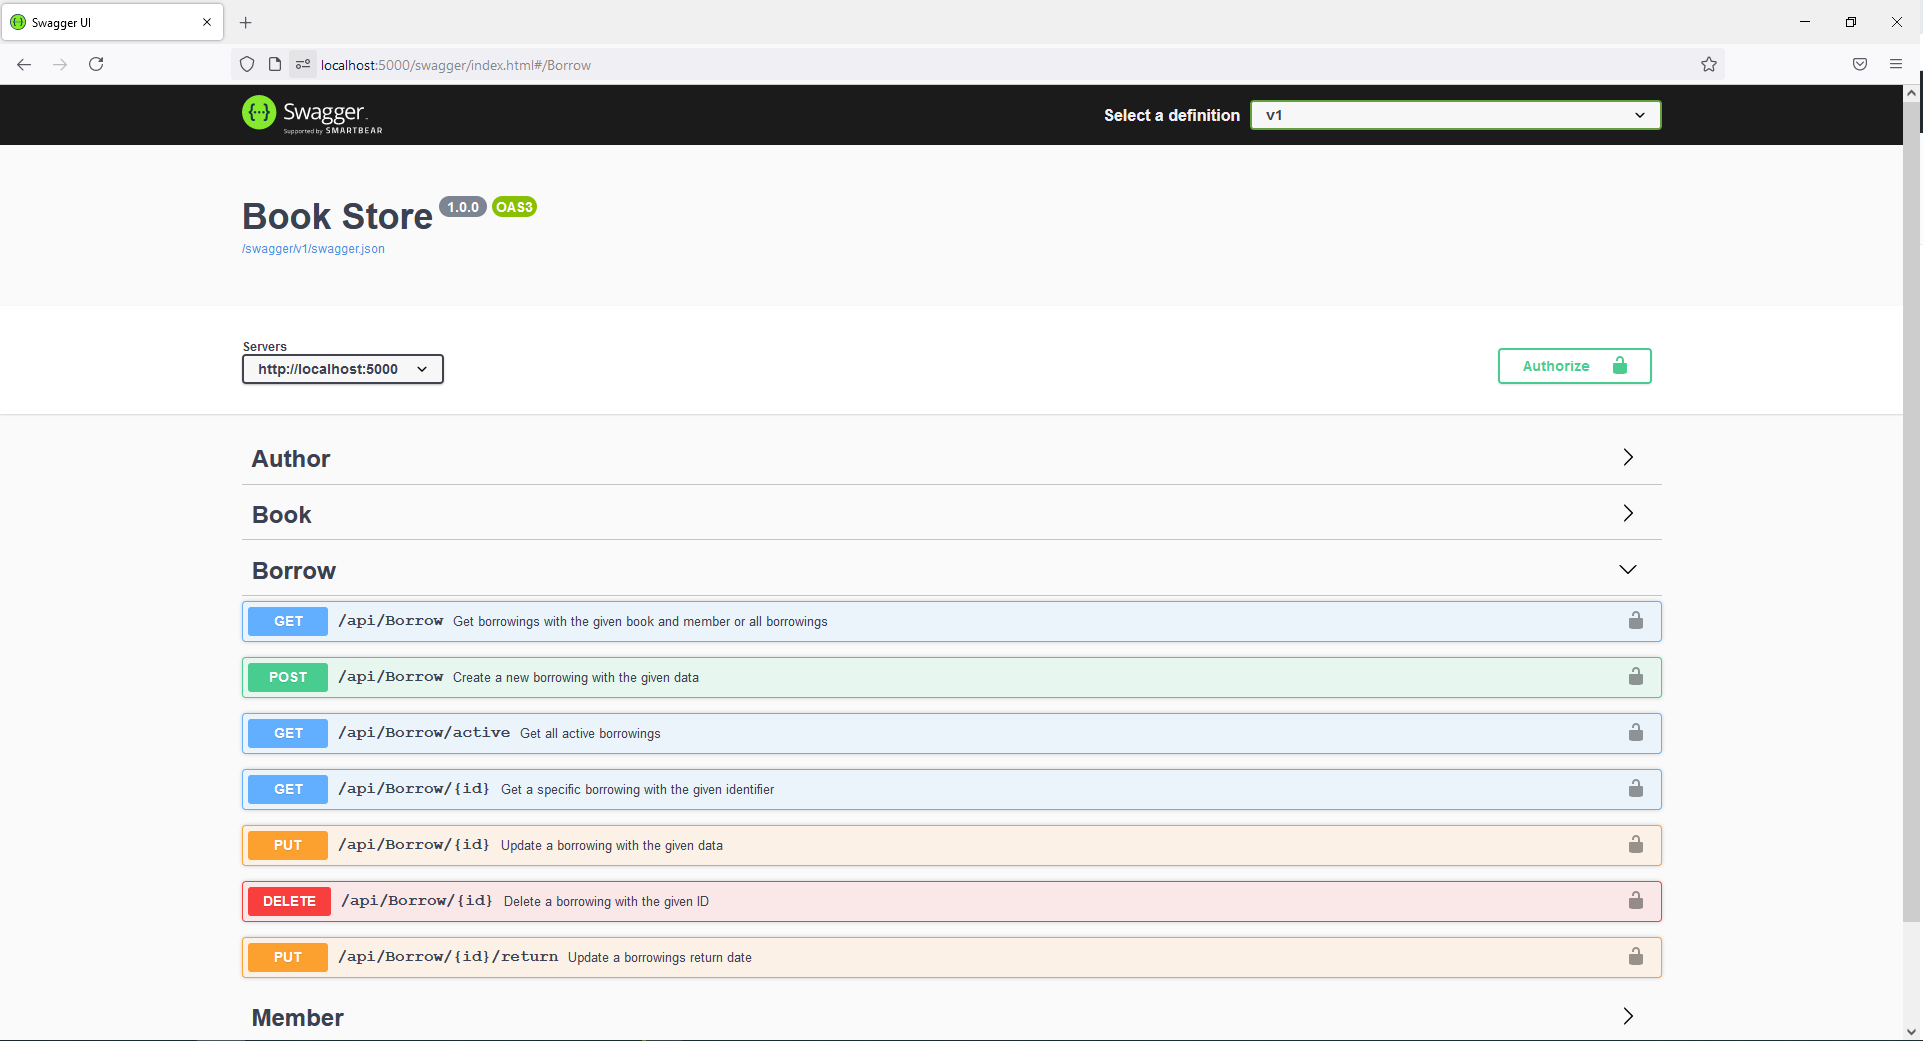 Swagger UI
localhost:5000/swagger/index.html#/Borrow
Swagger
Supported by SMARTBEAR
Select a definition
v1
Book Store 1.0.0 OAS3
/swagger/v1/swagger.json
Servers
http://localhost:5000
Authorize
Author
Book
Borrow
GET /api/Borrow Get borrowings with the given book and member or all borrowings
POST /api/Borrow Create a new borrowing with the given data
GET /api/Borrow/active Get all active borrowings
GET /api/Borrow/{id} Get a specific borrowing with the given identifier
PUT /api/Borrow/{id} Update a borrowing with the given data
DELETE /api/Borrow/{id} Delete a borrowing with the given ID
PUT /api/Borrow/{id}/return Update a borrowings return date
Member